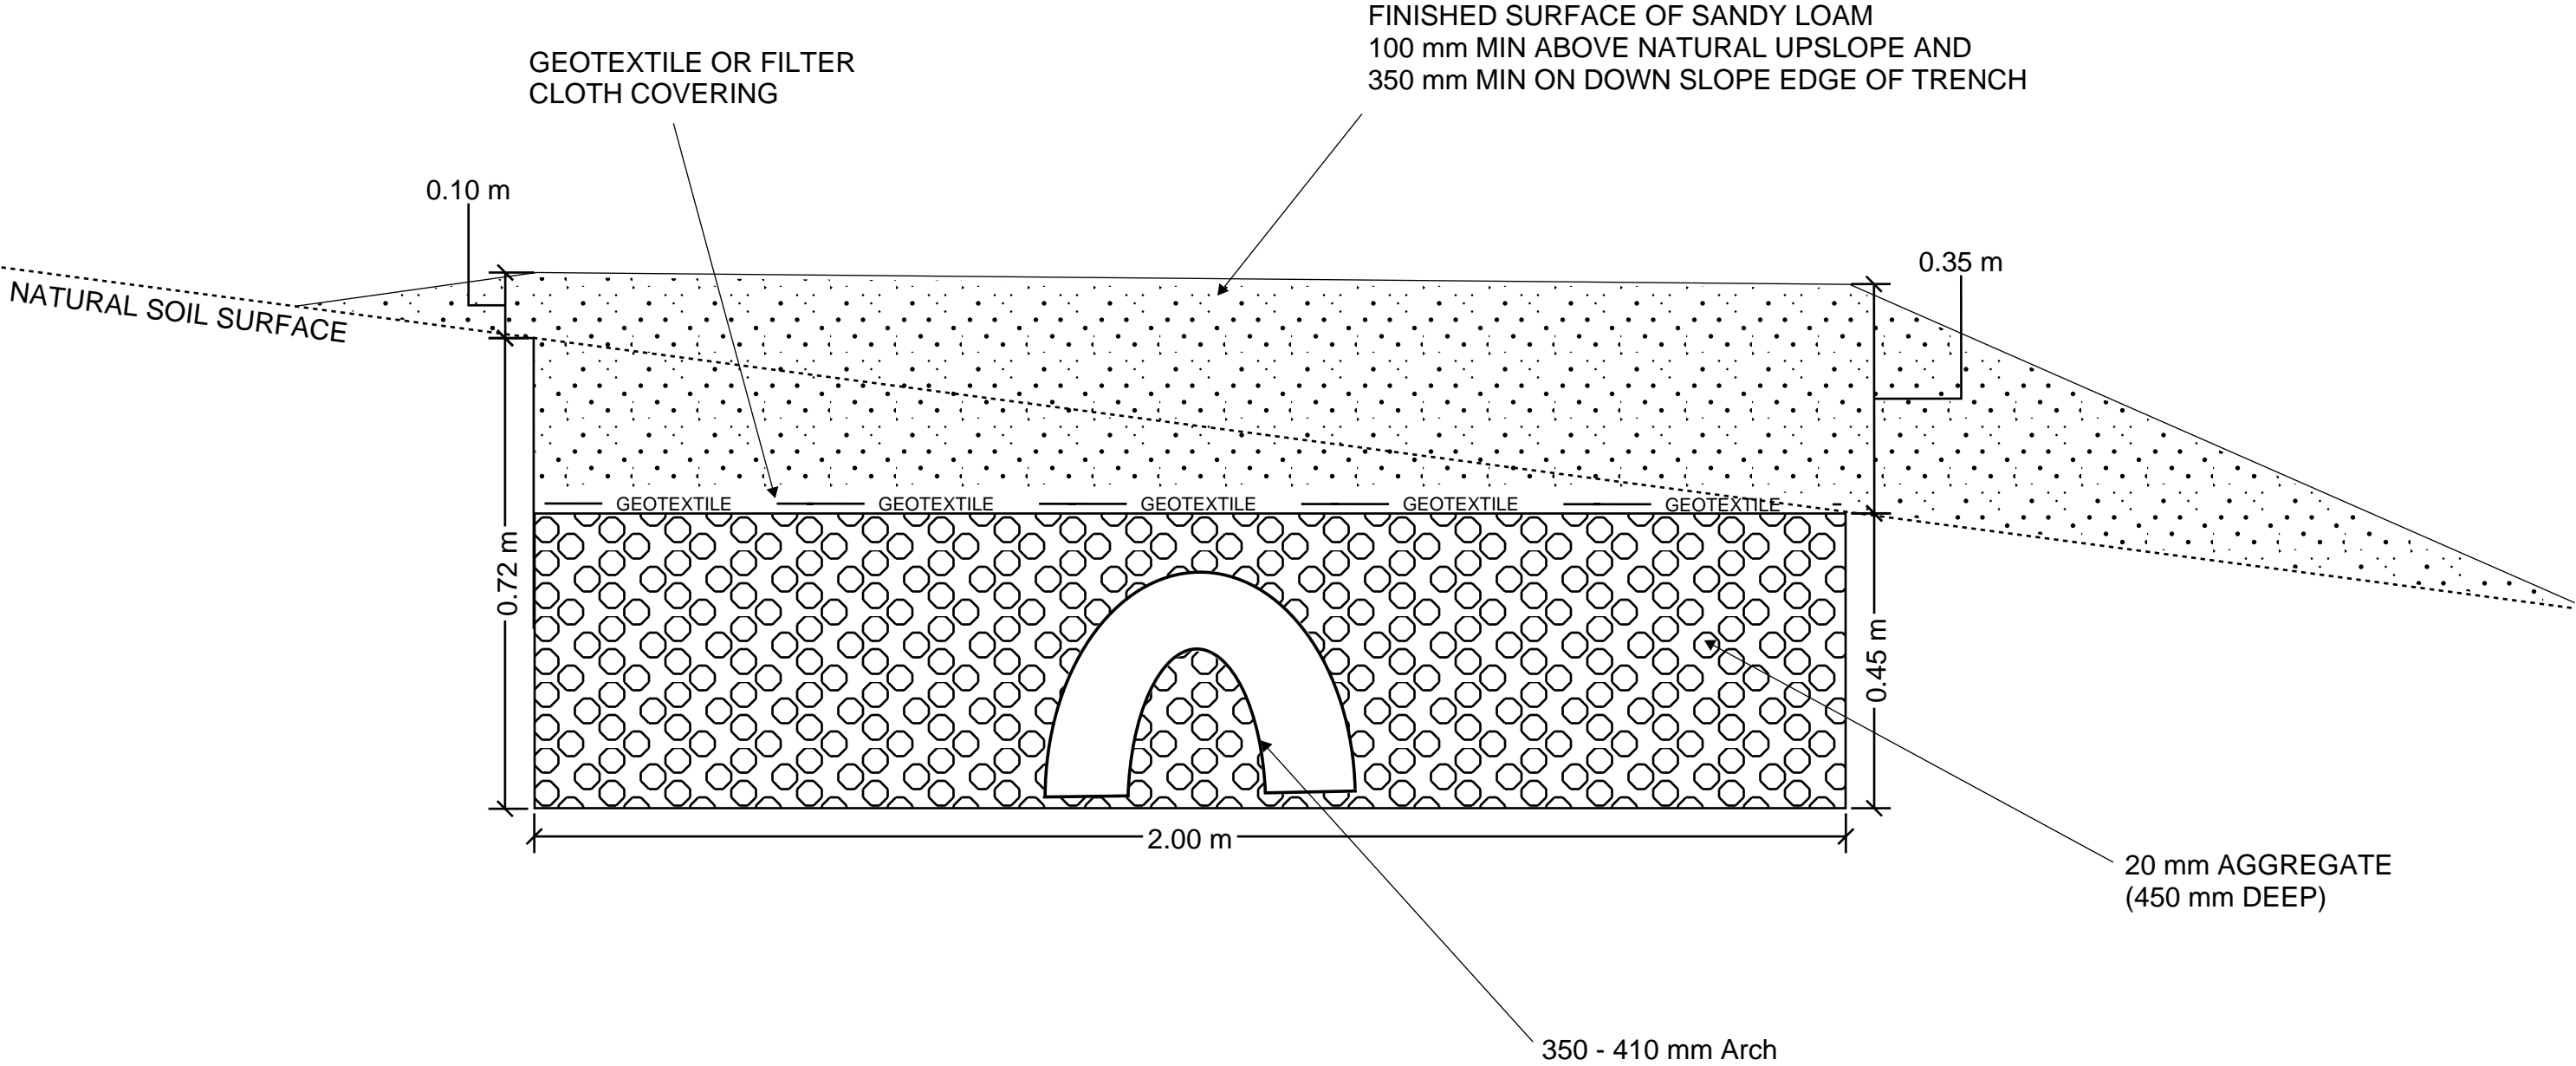 FINISHED SURFACE OF SANDY LOAM
100 mm MIN ABOVE NATURAL UPSLOPE AND
350 mm MIN ON DOWN SLOPE EDGE OF TRENCH
GEOTEXTILE OR FILTER
CLOTH COVERING
0.10 m
0.35 m
NATURAL SOIL SURFACE
GEOTEXTILE GEOTEXTILE GEOTEXTILE GEOTEXTILE GEOTEXTILE
0.72 m
0.45 m
2.00 m
20 mm AGGREGATE
(450 mm DEEP)
350 - 410 mm Arch